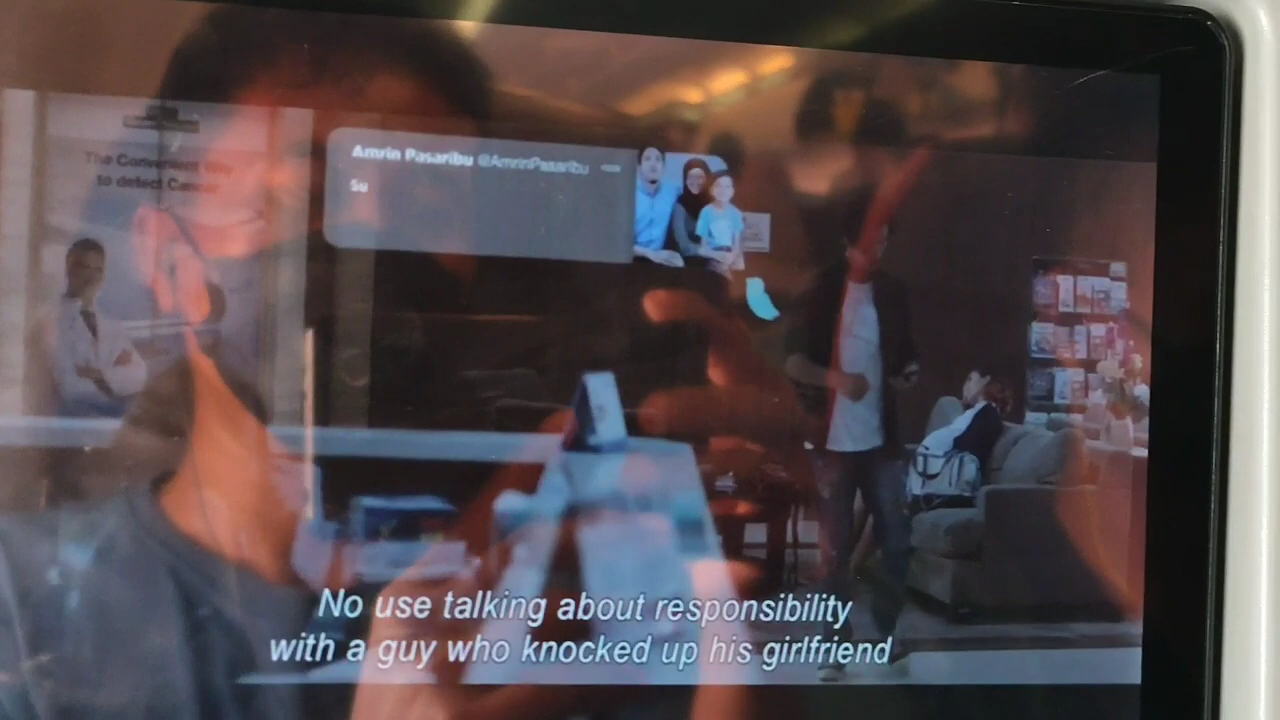 The Convenient Way
to detect Cancer
Amrin Pasaribu @AmrinPasaribu
Su
No use talking about responsibility
with a guy who knocked up his girlfriend